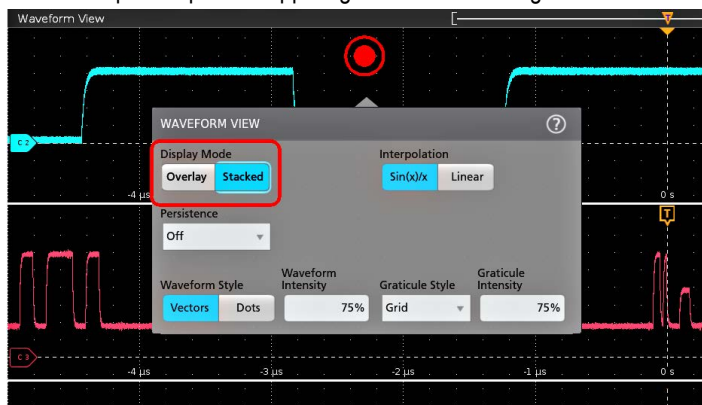 Waveform View
T
C 2
WAVEFORM VIEW
?
Display Mode
Interpolation
Overlay Stacked
Sin(x)/x Linear
-4 µs
0 s
Persistence
T
Off
Waveform Style
Waveform Intensity
Graticule Style
Graticule Intensity
Vectors Dots
75%
Grid
75%
C 3
-4 µs -3 µs -2 µs -1 µs 0 s